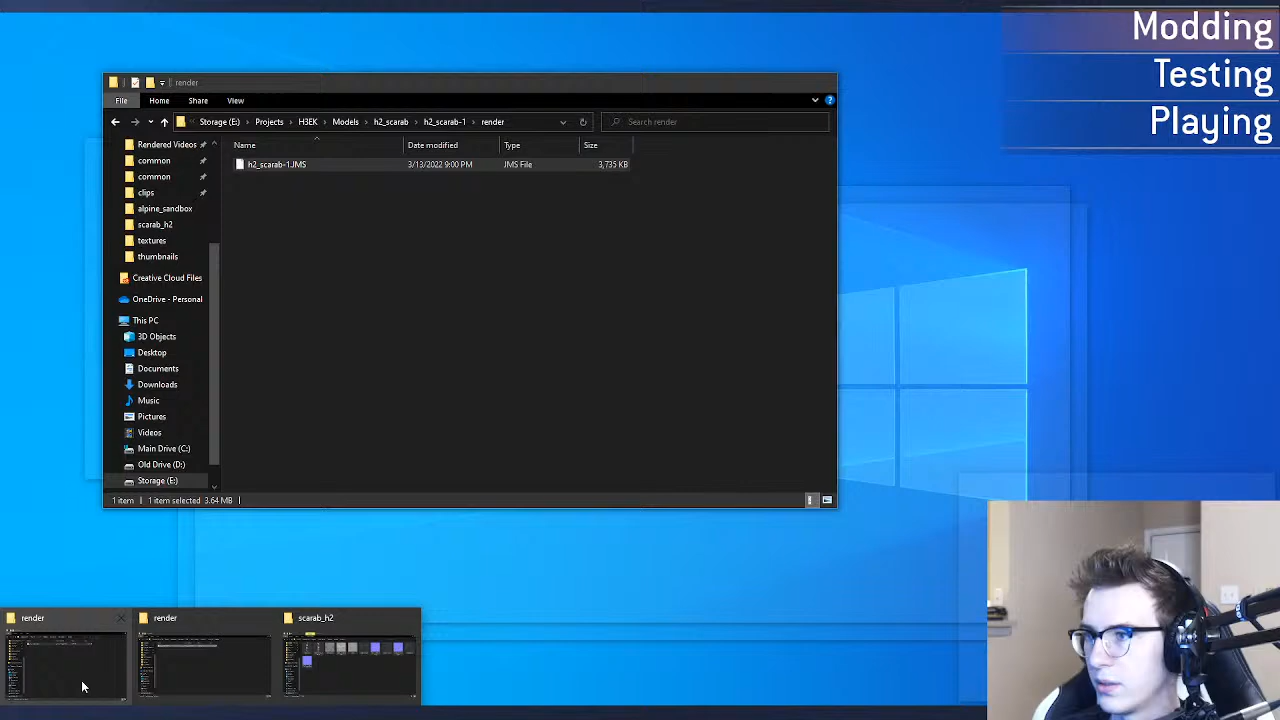 Modding
Testing
Playing
render
File Home Share View
Storage (E:) Projects H3EK Models h2_scarab h2_scarab-1 render Search render
Name Date modified Type Size
h2_scarab-1.JMS 3/13/2022 9:00 PM JMS File 3,735 KB
Rendered Videos
common
common
clips
alpine_sandbox
scarab_h2
textures
thumbnails
Creative Cloud Files
OneDrive - Personal
This PC
3D Objects
Desktop
Documents
Downloads
Music
Pictures
Videos
Main Drive (C:)
Old Drive (D:)
Storage (E:)
1 item 1 item selected 3.64 MB
render render scarab_h2